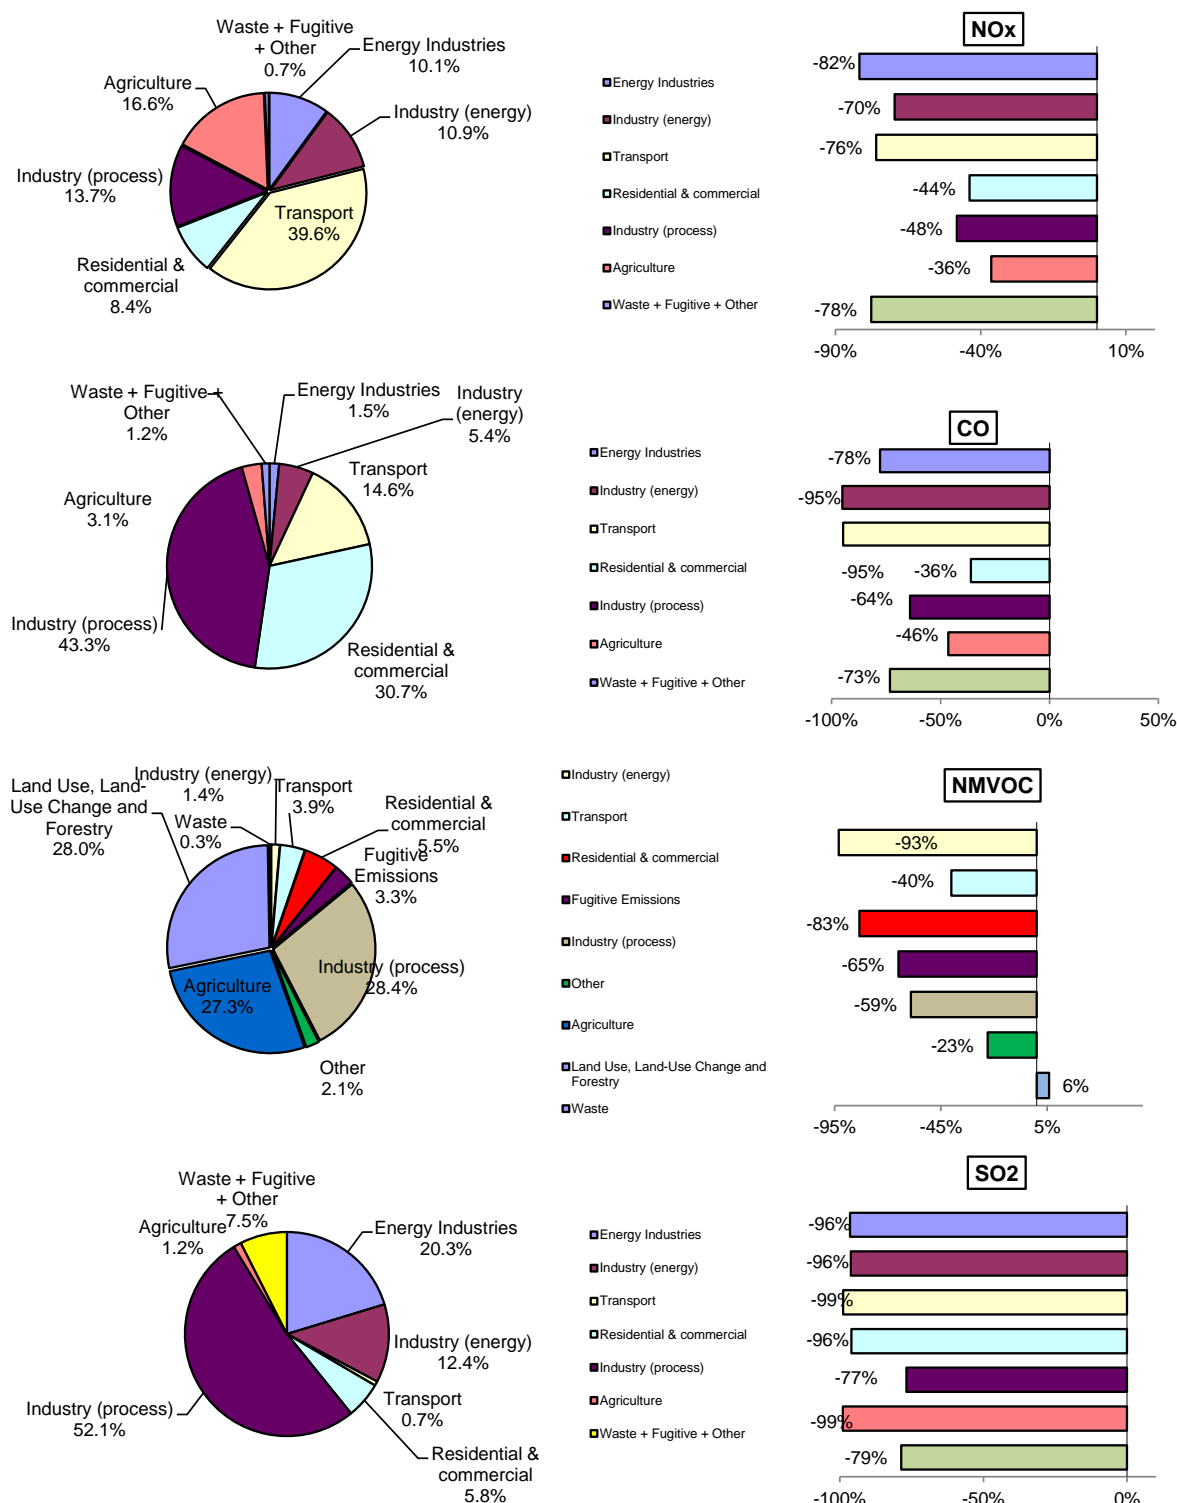 Waste + Fugitive
+ Other
0.7%
Energy Industries
10.1%
Agriculture
16.6%
Industry (energy)
10.9%
Industry (process)
13.7%
Transport
39.6%
Residential &
commercial
8.4%
Energy Industries
Industry (energy)
Transport
Residential & commercial
Industry (process)
Agriculture
Waste + Fugitive + Other
NOx
-82%
-70%
-76%
-44%
-48%
-36%
-78%
-90%
-40%
10%
Waste + Fugitive +
Other
1.2%
Energy Industries
1.5%
Industry
(energy)
5.4%
Transport
14.6%
Agriculture
3.1%
Industry (process)
43.3%
Residential &
commercial
30.7%
Energy Industries
Industry (energy)
Transport
Residential & commercial
Industry (process)
Agriculture
Waste + Fugitive + Other
CO
-78%
-95%
-95%
-36%
-64%
-46%
-73%
-100%
-50%
0%
50%
Industry (energy)
1.4%
Land Use, Land-
Use Change and
Forestry
28.0%
Waste
0.3%
Transport
3.9%
Residential &
commercial
5.5%
Fugitive
Emissions
3.3%
Industry (process)
28.4%
Agriculture
27.3%
Other
2.1%
Industry (energy)
Transport
Residential & commercial
Fugitive Emissions
Industry (process)
Other
Agriculture
Land Use, Land-Use Change and
Forestry
Waste
NMVOC
-93%
-40%
-83%
-65%
-59%
-23%
6%
-95%
-45%
5%
Waste + Fugitive
+ Other
7.5%
Agriculture
1.2%
Energy Industries
20.3%
Industry (energy)
12.4%
Transport
0.7%
Industry (process)
52.1%
Residential &
commercial
5.8%
Energy Industries
Industry (energy)
Transport
Residential & commercial
Industry (process)
Agriculture
Waste + Fugitive + Other
SO2
-96%
-96%
-99%
-96%
-77%
-99%
-79%
-100%
-50%
0%